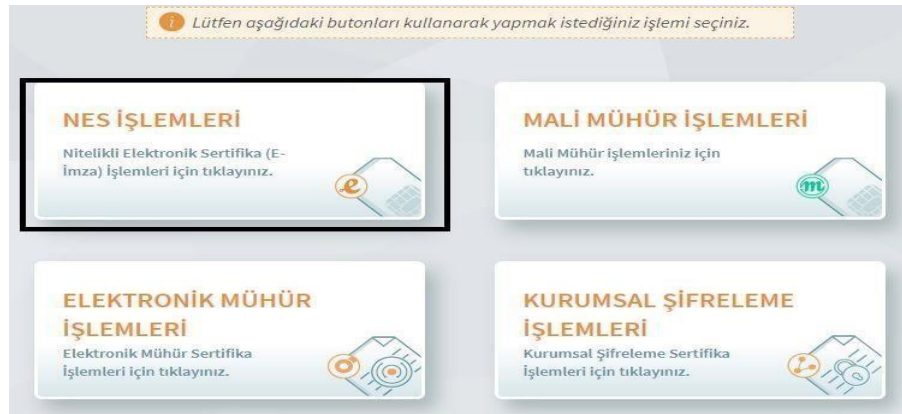 Lütfen aşağıdaki butonları kullanarak yapmak istediğiniz işlemi seçiniz.
NES İŞLEMLERİ
Nitelikli Elektronik Sertifika (E-
İmza) İşlemleri için tıklayınız.
MALİ MÜHÜR İŞLEMLERİ
Mali Mühür işlemleriniz için
tıklayınız.
ELEKTRONİK MÜHÜR
İŞLEMLERİ
Elektronik Mühür Sertifika
İşlemleri için tıklayınız.
KURUMSAL ŞİFRELEME
İŞLEMLERİ
Kurumsal Şifreleme Sertifika
İşlemleri için tıklayınız.